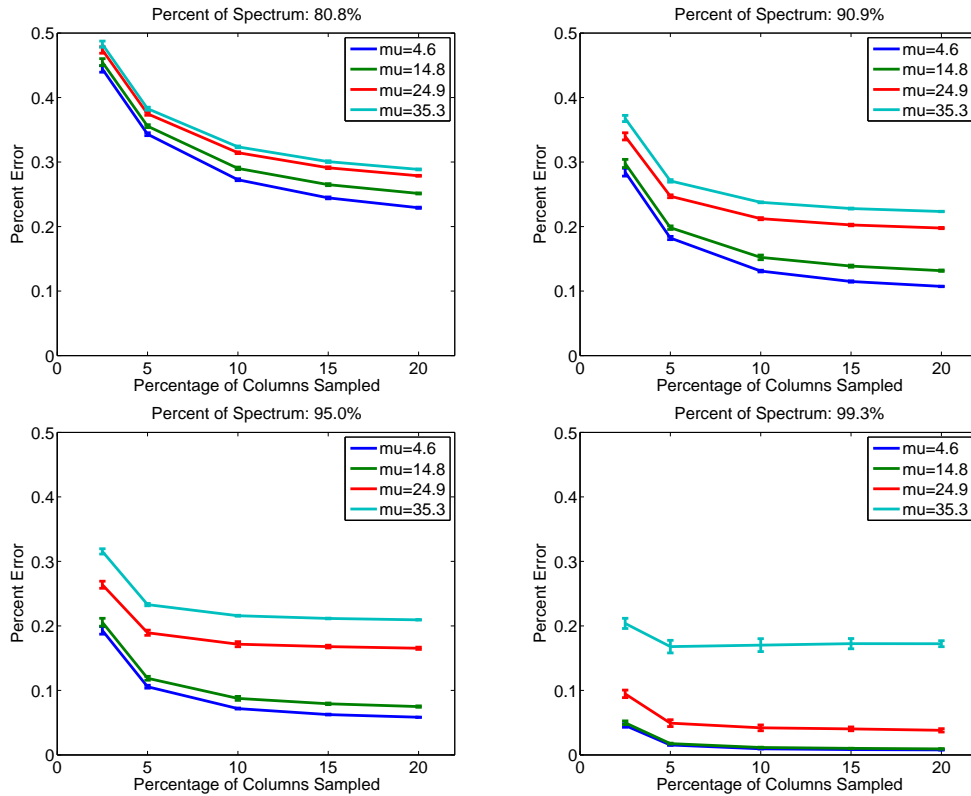 Percent of Spectrum: 80.8%
0.5
0.4
0.3
0.2
0.1
0
Percent Error
mu=4.6
mu=14.8
mu=24.9
mu=35.3
0 5 10 15 20
Percentage of Columns Sampled
Percent of Spectrum: 90.9%
0.5
0.4
0.3
0.2
0.1
0
Percent Error
mu=4.6
mu=14.8
mu=24.9
mu=35.3
0 5 10 15 20
Percentage of Columns Sampled
Percent of Spectrum: 95.0%
0.5
0.4
0.3
0.2
0.1
0
Percent Error
mu=4.6
mu=14.8
mu=24.9
mu=35.3
0 5 10 15 20
Percentage of Columns Sampled
Percent of Spectrum: 99.3%
0.5
0.4
0.3
0.2
0.1
0
Percent Error
mu=4.6
mu=14.8
mu=24.9
mu=35.3
0 5 10 15 20
Percentage of Columns Sampled